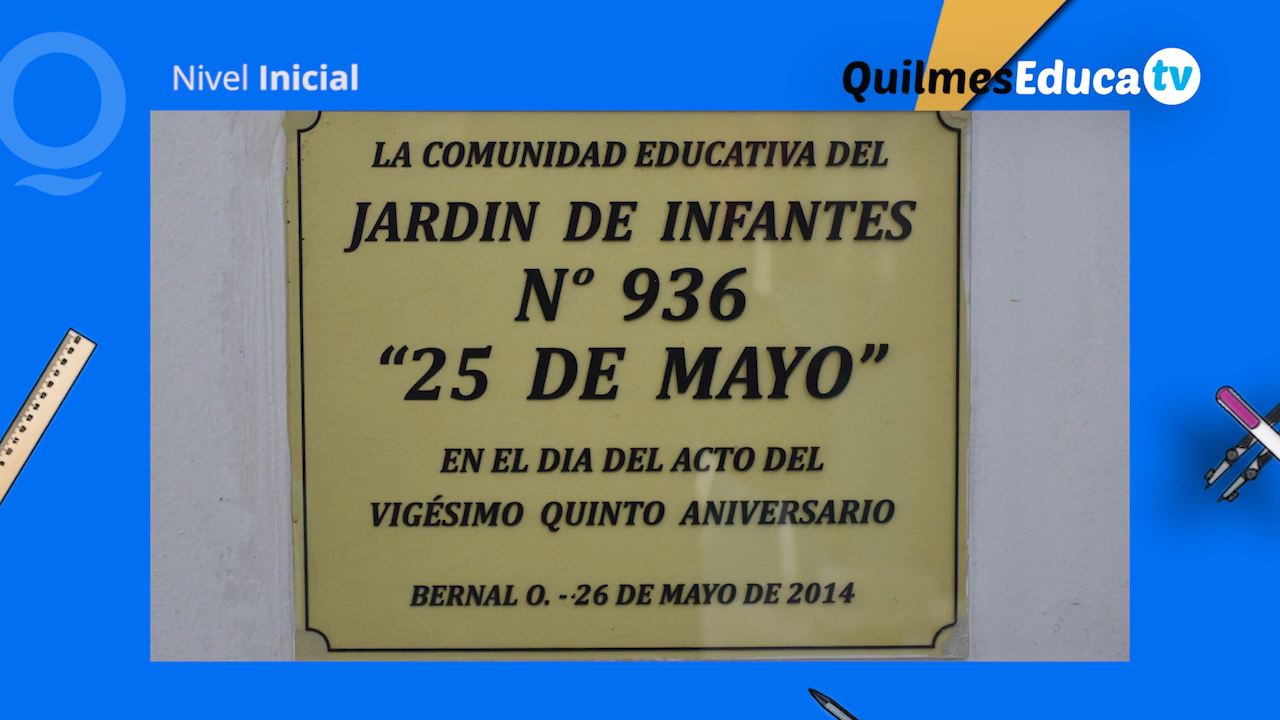 Nivel Inicial
QuilmesEduca tv
LA COMUNIDAD EDUCATIVA DEL
JARDIN DE INFANTES
Nº 936
“25 DE MAYO”
EN EL DIA DEL ACTO DEL
VIGÉSIMO QUINTO ANIVERSARIO
BERNAL O. - 26 DE MAYO DE 2014